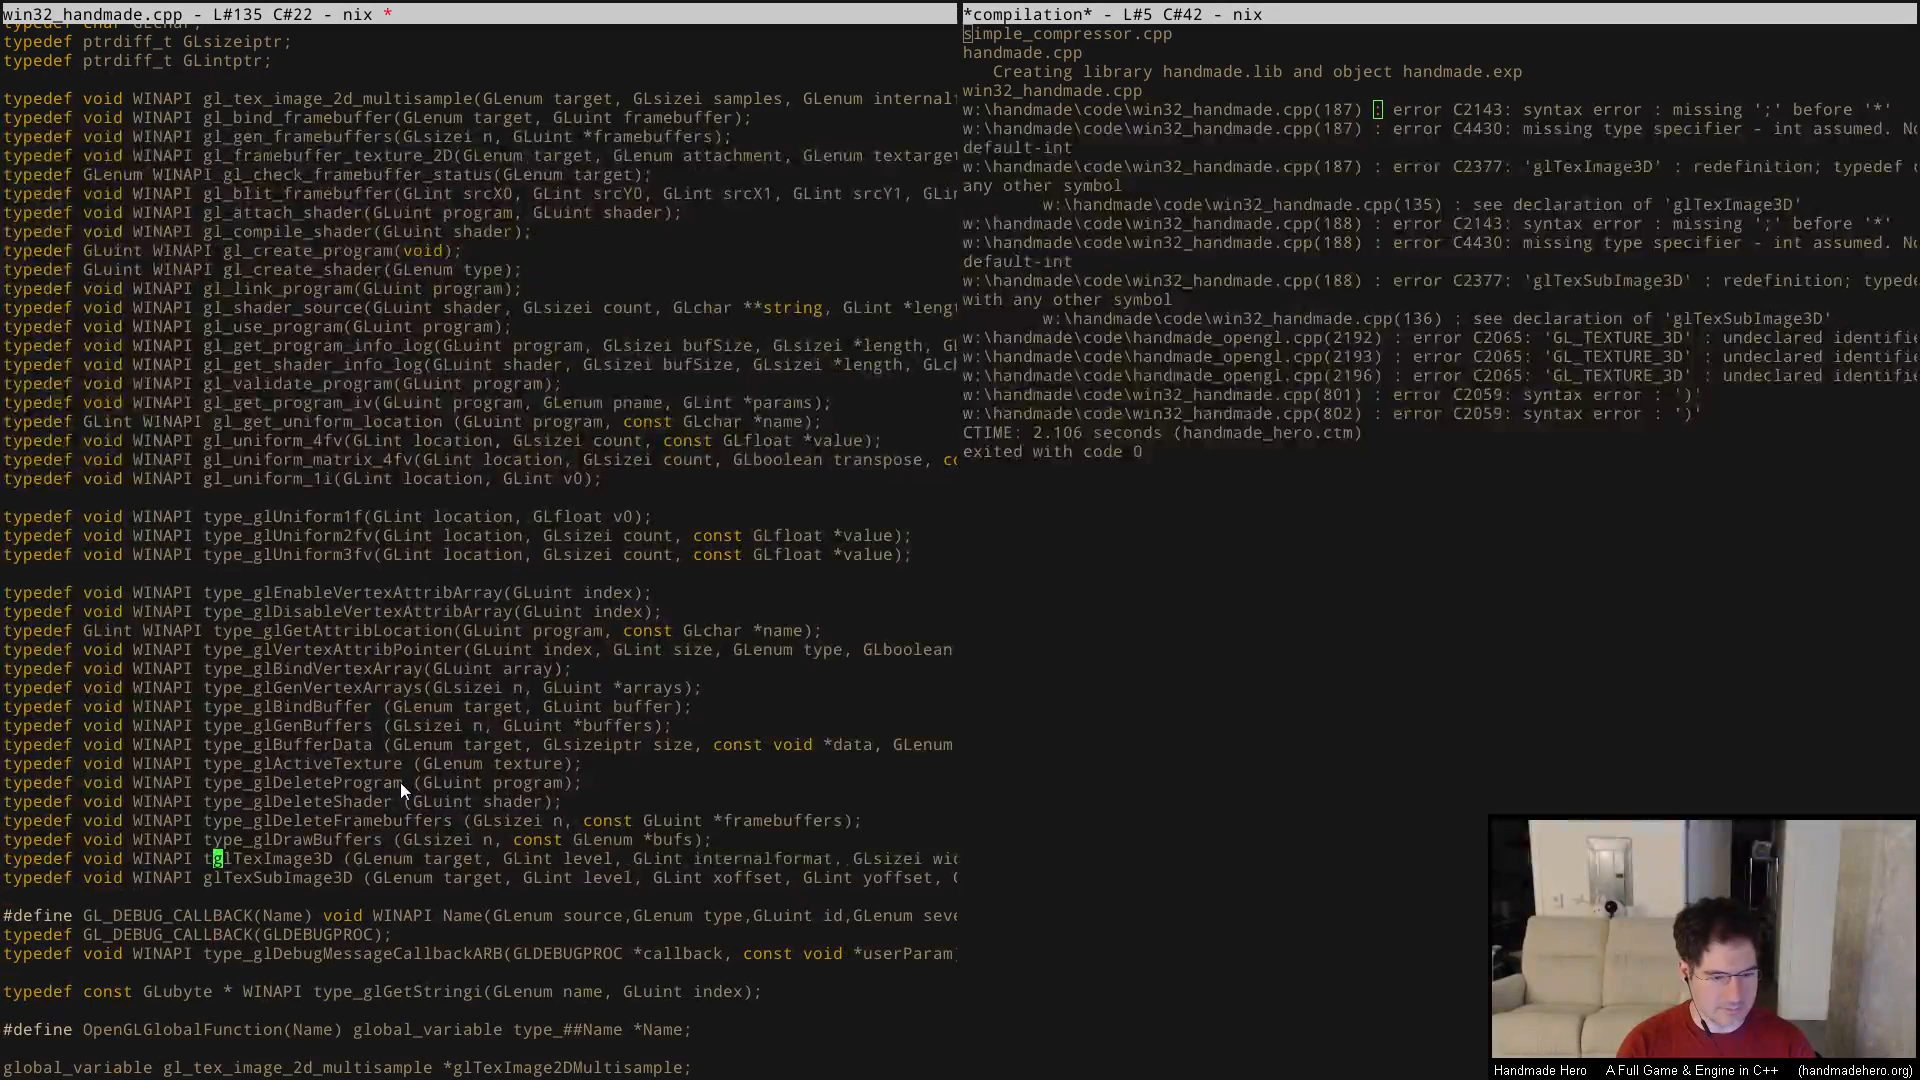 win32_handmade.cpp - L#135 C#22 - nix *
typedef ptrdiff_t GLsizeiptr;
typedef ptrdiff_t GLintptr;
typedef void WINAPI gl_tex_image_2d_multisample(GLenum target, GLsizei samples, GLenum internal
typedef void WINAPI gl_bind_framebuffer(GLenum target, GLuint framebuffer);
typedef void WINAPI gl_gen_framebuffers(GLsizei n, GLuint *framebuffers);
typedef void WINAPI gl_framebuffer_texture_2D(GLenum target, GLenum attachment, GLenum textarget
typedef GLenum WINAPI gl_check_framebuffer_status(GLenum target);
typedef void WINAPI gl_blit_framebuffer(GLint srcX0, GLint srcY0, GLint srcX1, GLint srcY1, GLi
typedef void WINAPI gl_attach_shader(GLuint program, GLuint shader);
typedef void WINAPI gl_compile_shader(GLuint shader);
typedef GLuint WINAPI gl_create_program(void);
typedef GLuint WINAPI gl_create_shader(GLenum type);
typedef void WINAPI gl_link_program(GLuint program);
typedef void WINAPI gl_shader_source(GLuint shader, GLsizei count, GLchar **string, GLint *leng
typedef void WINAPI gl_use_program(GLuint program);
typedef void WINAPI gl_get_program_info_log(GLuint program, GLsizei bufSize, GLsizei *length, GL
typedef void WINAPI gl_get_shader_info_log(GLuint shader, GLsizei bufSize, GLsizei *length, GLc
typedef void WINAPI gl_validate_program(GLuint program);
typedef void WINAPI gl_get_program_iv(GLuint program, GLenum pname, GLint *params);
typedef GLint WINAPI gl_get_uniform_location (GLuint program, const GLchar *name);
typedef void WINAPI gl_uniform_4fv(GLint location, GLsizei count, const GLfloat *value);
typedef void WINAPI gl_uniform_matrix_4fv(GLint location, GLsizei count, GLboolean transpose, co
typedef void WINAPI gl_uniform_1i(GLint location, GLint v0);
typedef void WINAPI type_glUniform1f(GLint location, GLfloat v0);
typedef void WINAPI type_glUniform2fv(GLint location, GLsizei count, const GLfloat *value);
typedef void WINAPI type_glUniform3fv(GLint location, GLsizei count, const GLfloat *value);
typedef void WINAPI type_glEnableVertexAttribArray(GLuint index);
typedef void WINAPI type_glDisableVertexAttribArray(GLuint index);
typedef GLint WINAPI type_glGetAttribLocation(GLuint program, const GLchar *name);
typedef void WINAPI type_glVertexAttribPointer(GLuint index, GLint size, GLenum type, GLboolean
typedef void WINAPI type_glBindVertexArray(GLuint array);
typedef void WINAPI type_glGenVertexArrays(GLsizei n, GLuint *arrays);
typedef void WINAPI type_glBindBuffer (GLenum target, GLuint buffer);
typedef void WINAPI type_glGenBuffers (GLsizei n, GLuint *buffers);
typedef void WINAPI type_glBufferData (GLenum target, GLsizeiptr size, const void *data, GLenum
typedef void WINAPI type_glActiveTexture (GLenum texture);
typedef void WINAPI type_glDeleteProgram (GLuint program);
typedef void WINAPI type_glDeleteShader (GLuint shader);
typedef void WINAPI type_glDeleteFramebuffers (GLsizei n, const GLuint *framebuffers);
typedef void WINAPI type_glDrawBuffers (GLsizei n, const GLenum *bufs);
typedef void WINAPI tglTexImage3D (GLenum target, GLint level, GLint internalformat, GLsizei wid
typedef void WINAPI glTexSubImage3D (GLenum target, GLint level, GLint xoffset, GLint yoffset, G
#define GL_DEBUG_CALLBACK(Name) void WINAPI Name(GLenum source,GLenum type,GLuint id,GLenum seve
typedef GL_DEBUG_CALLBACK(GLDEBUGPROC);
typedef void WINAPI type_glDebugMessageCallbackARB(GLDEBUGPROC *callback, const void *userParam)
typedef const GLubyte * WINAPI type_glGetStringi(GLenum name, GLuint index);
#define OpenGLGlobalFunction(Name) global_variable type_##Name *Name;
global_variable gl_tex_image_2d_multisample *glTexImage2DMultisample;
*compilation* - L#5 C#42 - nix
simple_compressor.cpp
handmade.cpp
Creating library handmade.lib and object handmade.exp
win32_handmade.cpp
w:\handmade\code\win32_handmade.cpp(187) : error C2143: syntax error : missing ';' before '*'
w:\handmade\code\win32_handmade.cpp(187) : error C4430: missing type specifier - int assumed. No
default-int
w:\handmade\code\win32_handmade.cpp(187) : error C2377: 'glTexImage3D' : redefinition; typedef c
any other symbol
w:\handmade\code\win32_handmade.cpp(135) : see declaration of 'glTexImage3D'
w:\handmade\code\win32_handmade.cpp(188) : error C2143: syntax error : missing ';' before '*'
w:\handmade\code\win32_handmade.cpp(188) : error C4430: missing type specifier - int assumed. No
default-int
w:\handmade\code\win32_handmade.cpp(188) : error C2377: 'glTexSubImage3D' : redefinition; typede
with any other symbol
w:\handmade\code\win32_handmade.cpp(136) : see declaration of 'glTexSubImage3D'
w:\handmade\code\handmade_opengl.cpp(2192) : error C2065: 'GL_TEXTURE_3D' : undeclared identifie
w:\handmade\code\handmade_opengl.cpp(2193) : error C2065: 'GL_TEXTURE_3D' : undeclared identifie
w:\handmade\code\handmade_opengl.cpp(2196) : error C2065: 'GL_TEXTURE_3D' : undeclared identifie
w:\handmade\code\win32_handmade.cpp(801) : error C2059: syntax error : ')'
w:\handmade\code\win32_handmade.cpp(802) : error C2059: syntax error : ')'
CTIME: 2.106 seconds (handmade_hero.ctm)
exited with code 0
Handmade Hero A Full Game & Engine in C++ (handmadehero.org)